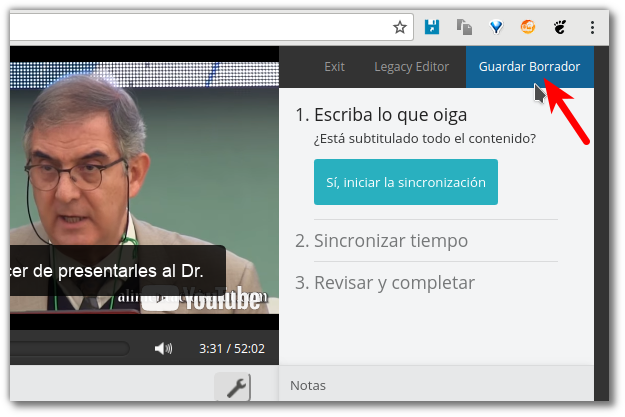 Exit
Legacy Editor
Guardar Borrador
1. Escriba lo que oiga
¿Está subtitulado todo el contenido?
Sí, iniciar la sincronización
2. Sincronizar tiempo
3. Revisar y completar
cer de presentarles al Dr.
YouTube
3:31 / 52:02
Notas